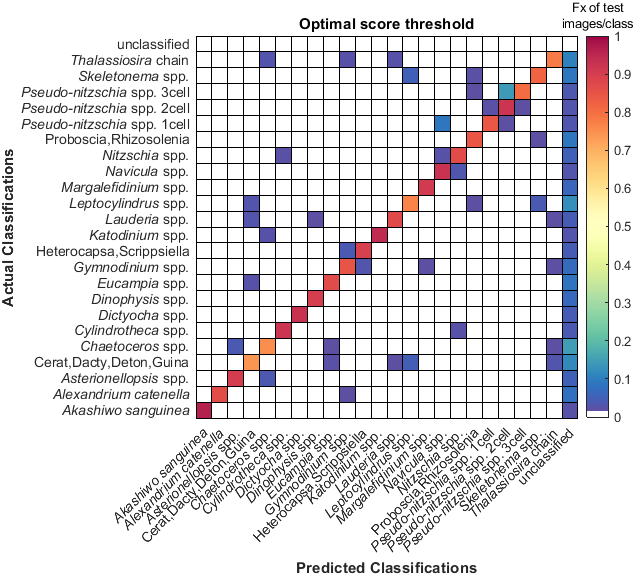 Optimal score threshold
Fx of test
images/class
unclassified
Thalassiosira chain
Skeletonema spp.
Pseudo-nitzschia spp. 3cell
Pseudo-nitzschia spp. 2cell
Pseudo-nitzschia spp. 1cell
Proboscia,Rhizosolenia
Nitzschia spp.
Navicula spp.
Margalefidinium spp.
Leptocylindrus spp.
Lauderia spp.
Katodinium spp.
Heterocapsa,Scrippsiella
Gymnodinium spp.
Eucampia spp.
Dinophysis spp.
Dictyocha spp.
Cylindrotheca spp.
Chaetoceros spp.
Cerat,Dacty,Deton,Guina
Asterionellopsis spp.
Alexandrium catenella
Akashiwo sanguinea
Actual Classifications
1
0.9
0.8
0.7
0.6
0.5
0.4
0.3
0.2
0.1
0
Akashiwo sanguinea
Alexandrium catenella
Asterionellopsis spp.
Cerat,Dacty,Deton,Guina
Chaetoceros spp.
Cylindrotheca spp.
Dictyocha spp.
Dinophysis spp.
Eucampia spp.
Gymnodinium spp.
Heterocapsa,Scrippsiella
Katodinium spp.
Lauderia spp.
Leptocylindrus spp.
Margalefidinium spp.
Navicula spp.
Nitzschia spp.
Proboscia,Rhizosolenia
Pseudo-nitzschia spp. 1cell
Pseudo-nitzschia spp. 2cell
Pseudo-nitzschia spp. 3cell
Skeletonema spp.
Thalassiosira chain
unclassified
Predicted Classifications